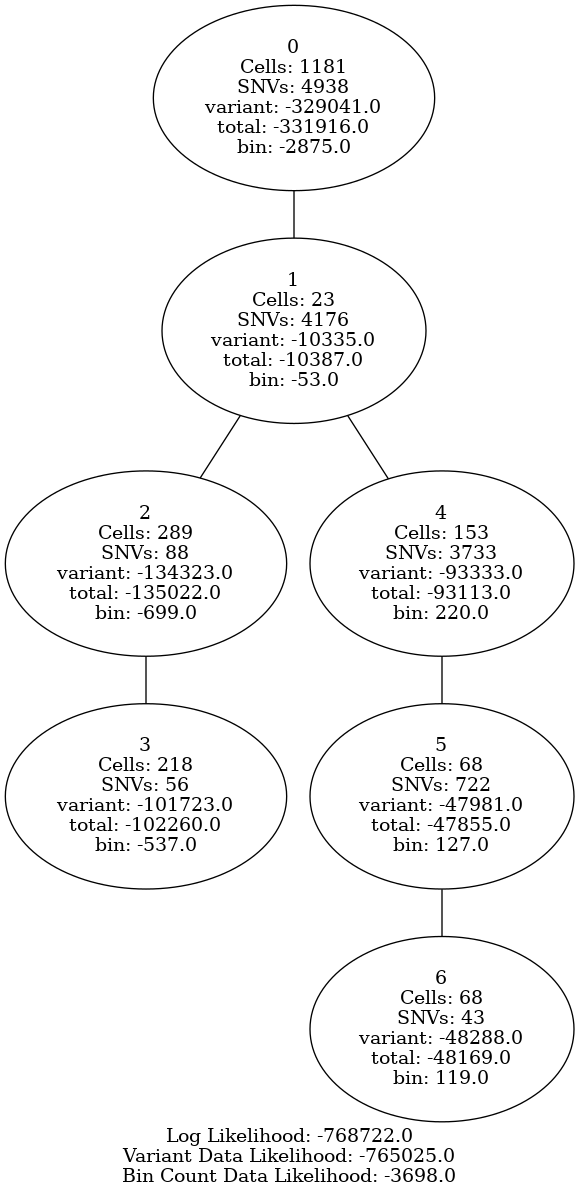 0
Cells: 1181
SNVs: 4938
variant: -329041.0
total: -331916.0
bin: -2875.0
1
Cells: 23
SNVs: 4176
variant: -10335.0
total: -10387.0
bin: -53.0
2
Cells: 289
SNVs: 88
variant: -134323.0
total: -135022.0
bin: -699.0
4
Cells: 153
SNVs: 3733
variant: -93333.0
total: -93113.0
bin: 220.0
3
Cells: 218
SNVs: 56
variant: -101723.0
total: -102260.0
bin: -537.0
5
Cells: 68
SNVs: 722
variant: -47981.0
total: -47855.0
bin: 127.0
6
Cells: 68
SNVs: 43
variant: -48288.0
total: -48169.0
bin: 119.0
Log Likelihood: -768722.0
Variant Data Likelihood: -765025.0
Bin Count Data Likelihood: -3698.0